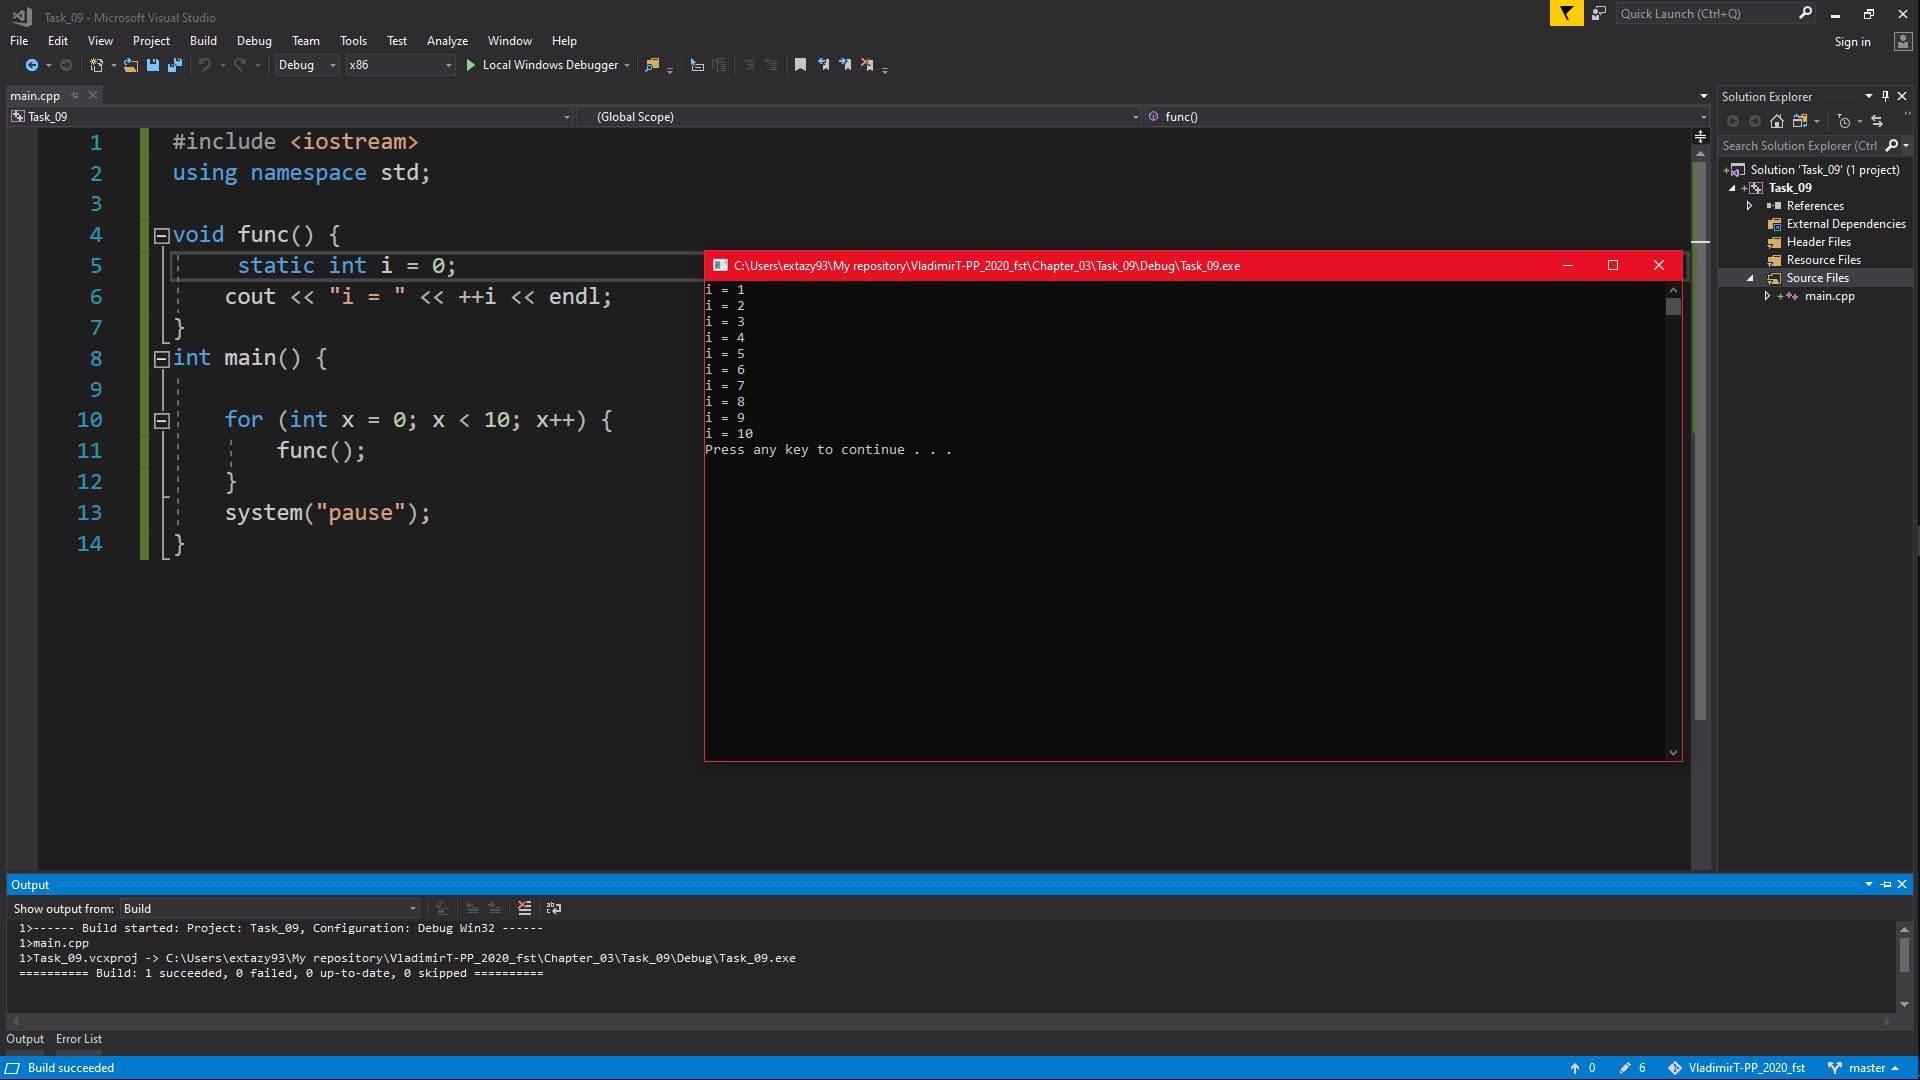 Task_09 - Microsoft Visual Studio
Quick Launch (Ctrl+Q)
File Edit View Project Build Debug Team Tools Test Analyze Window Help
Sign in
Debug x86 Local Windows Debugger
main.cpp
Task_09 (Global Scope) func()
1 #include <iostream>
2 using namespace std;
3
4 void func() {
5 static int i = 0;
6 cout << "i = " << ++i << endl;
7 }
8 int main() {
9
10 for (int x = 0; x < 10; x++) {
11 func();
12 }
13 system("pause");
14 }
C:\Users\extazy93\My repository\VladimirT-PP_2020_fst\Chapter_03\Task_09\Debug\Task_09.exe
i = 1
i = 2
i = 3
i = 4
i = 5
i = 6
i = 7
i = 8
i = 9
i = 10
Press any key to continue . . .
Solution Explorer
Search Solution Explorer (Ctrl
Solution 'Task_09' (1 project)
Task_09
References
External Dependencies
Header Files
Resource Files
Source Files
main.cpp
Output
Show output from: Build
1>------ Build started: Project: Task_09, Configuration: Debug Win32 ------
1>main.cpp
1>Task_09.vcxproj -> C:\Users\extazy93\My repository\VladimirT-PP_2020_fst\Chapter_03\Task_09\Debug\Task_09.exe
========== Build: 1 succeeded, 0 failed, 0 up-to-date, 0 skipped ==========
Output Error List
Build succeeded
0 6 VladimirT-PP_2020_fst master